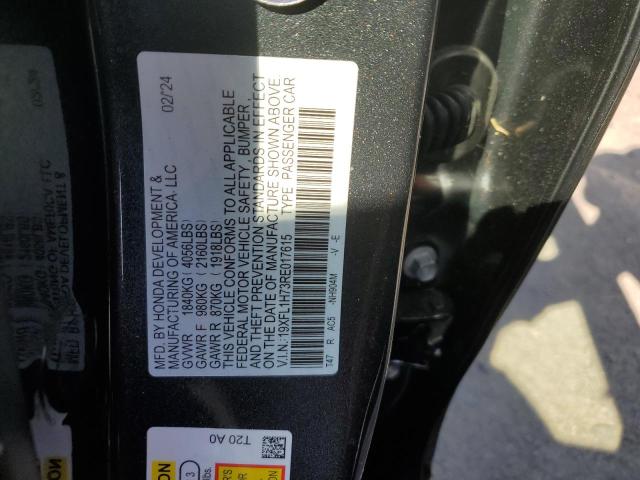 MFD. BY HONDA DEVELOPMENT & 02/'24
MANUFACTURING OF AMERICA, LLC
GVWR 1840KG ( 4056LBS)
GAWR F 980KG ( 2160LBS)
GAWR R 870KG ( 1918LBS)
THIS VEHICLE CONFORMS TO ALL APPLICABLE
FEDERAL MOTOR VEHICLE SAFETY , BUMPER ,
AND THEFT PREVENTION STANDARDS IN EFFECT
ON THE DATE OF MANUFACTURE SHOWN ABOVE.
V.I.N.:19XFL1H73RE017615 TYPE : PASSENGER CAR
T47 R AC5 -NH904M -V -E
T20 A0
3
lbs.